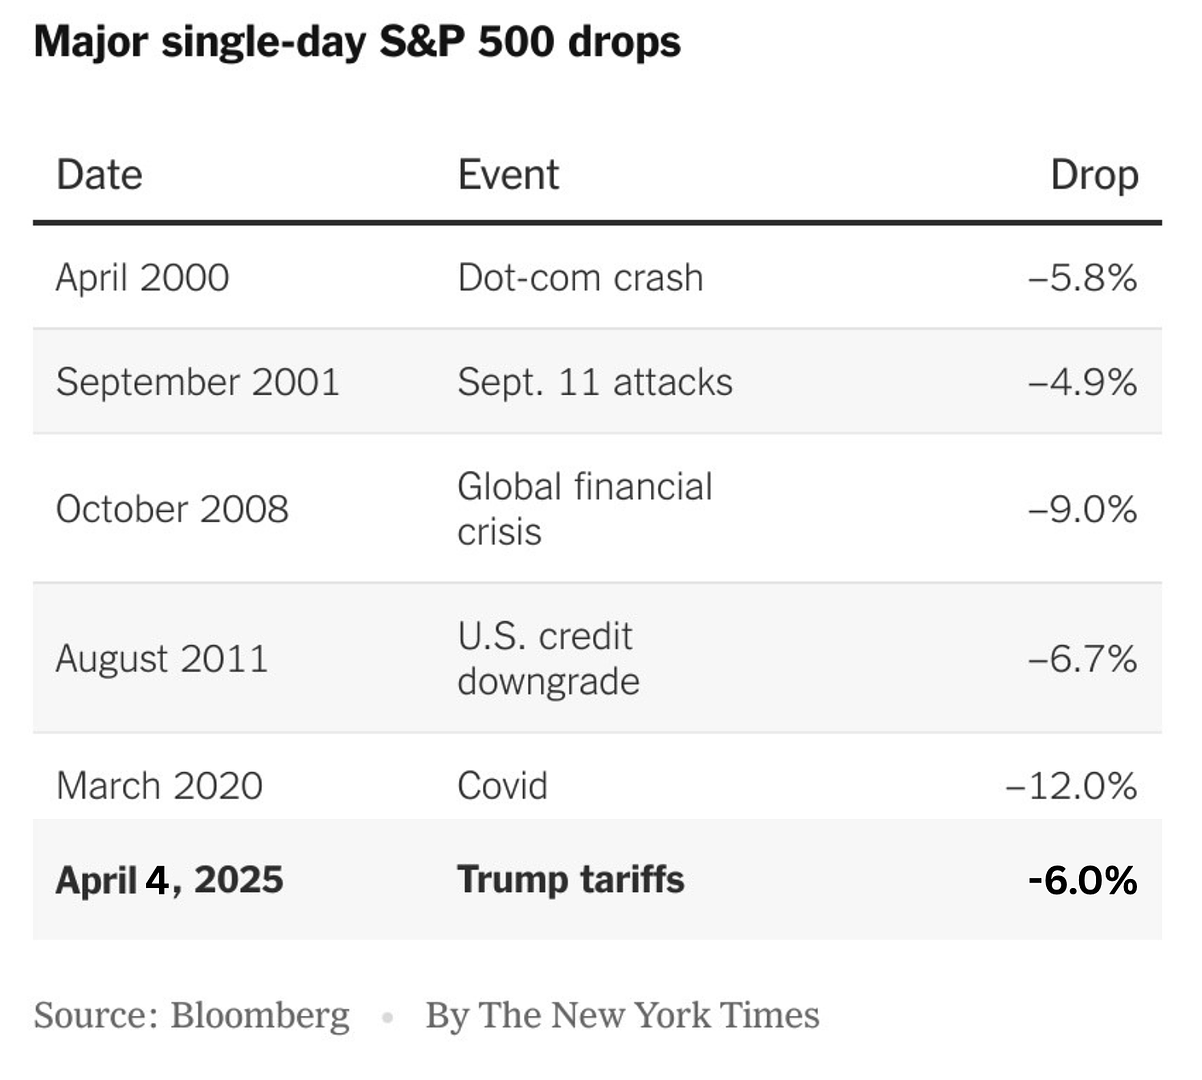 Major single-day S&P 500 drops
Date Event Drop
April 2000 Dot-com crash –5.8%
September 2001 Sept. 11 attacks –4.9%
October 2008 Global financial
crisis –9.0%
August 2011 U.S. credit
downgrade –6.7%
March 2020 Covid –12.0%
April 4, 2025 Trump tariffs -6.0%
Source: Bloomberg • By The New York Times